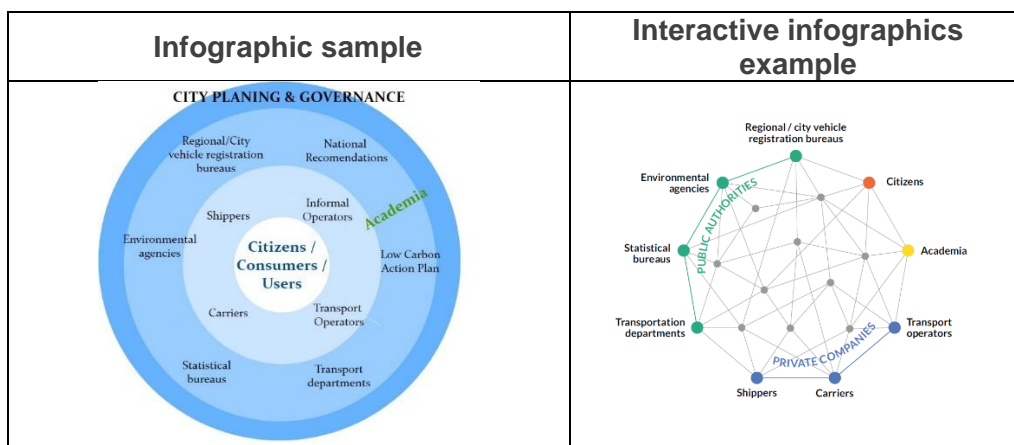 Infographic sample
Interactive infographics
example
CITY PLANING & GOVERNANCE
Regional/City
vehicle registration
bureaus
National
Recomendations
Academia
Shippers
Informal
Operators
Environmental
agencies
Citizens /
Consumers /
Users
Low Carbon
Action Plan
Carriers
Transport
Operators
Statistical
bureaus
Transport
departments
Regional / city vehicle
registration bureaus
Environmental
agencies
Citizens
PUBLIC AUTHORITIES
Statistical
bureaus
Academia
Transportation
departments
Transport
operators
PRIVATE COMPANIES
Shippers
Carriers